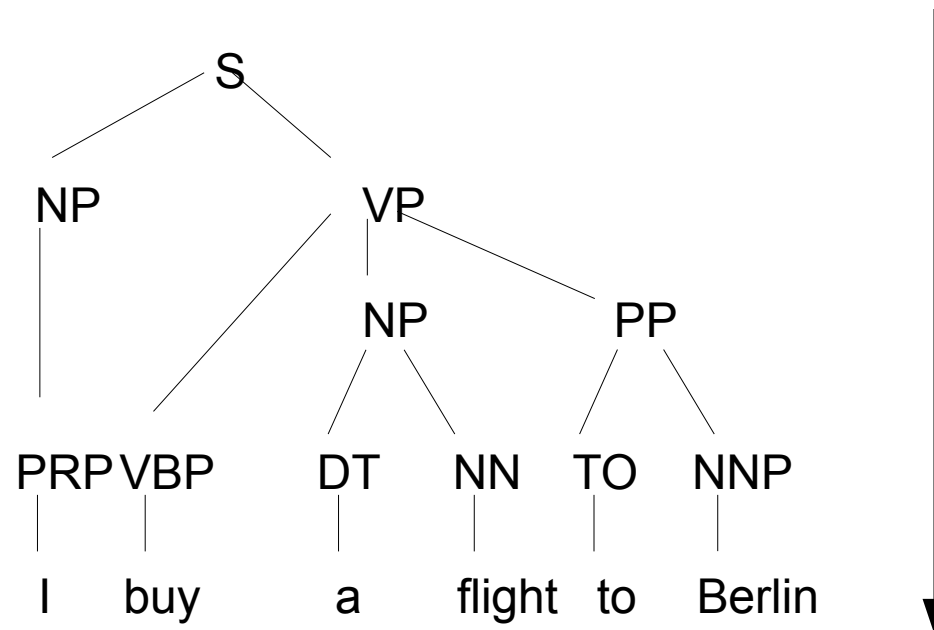 S
NP VP
NP PP
PRP VBP DT NN TO NNP
I buy a flight to Berlin